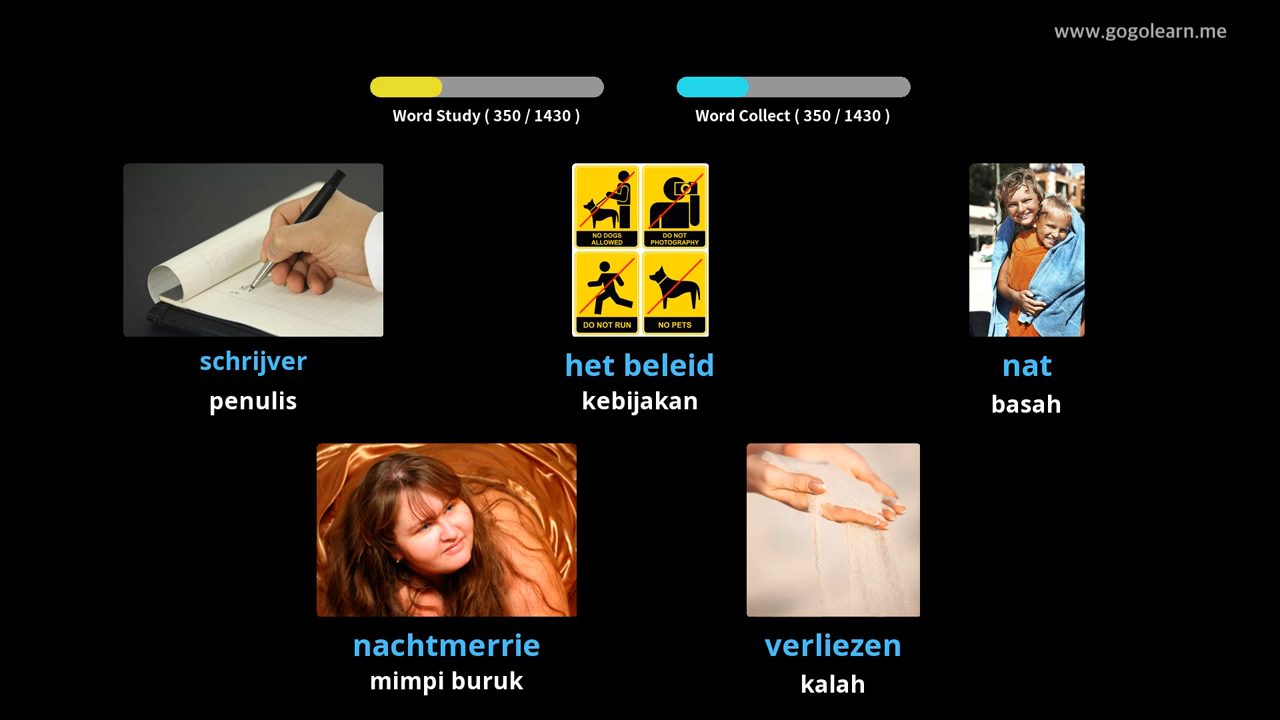 www.gogolearn.me
Word Study ( 350 / 1430 )
Word Collect ( 350 / 1430 )
NO DOGS
ALLOWED
DO NOT
PHOTOGRAPHY
DO NOT RUN
NO PETS
schrijver
penulis
het beleid
kebijakan
nat
basah
nachtmerrie
mimpi buruk
verliezen
kalah